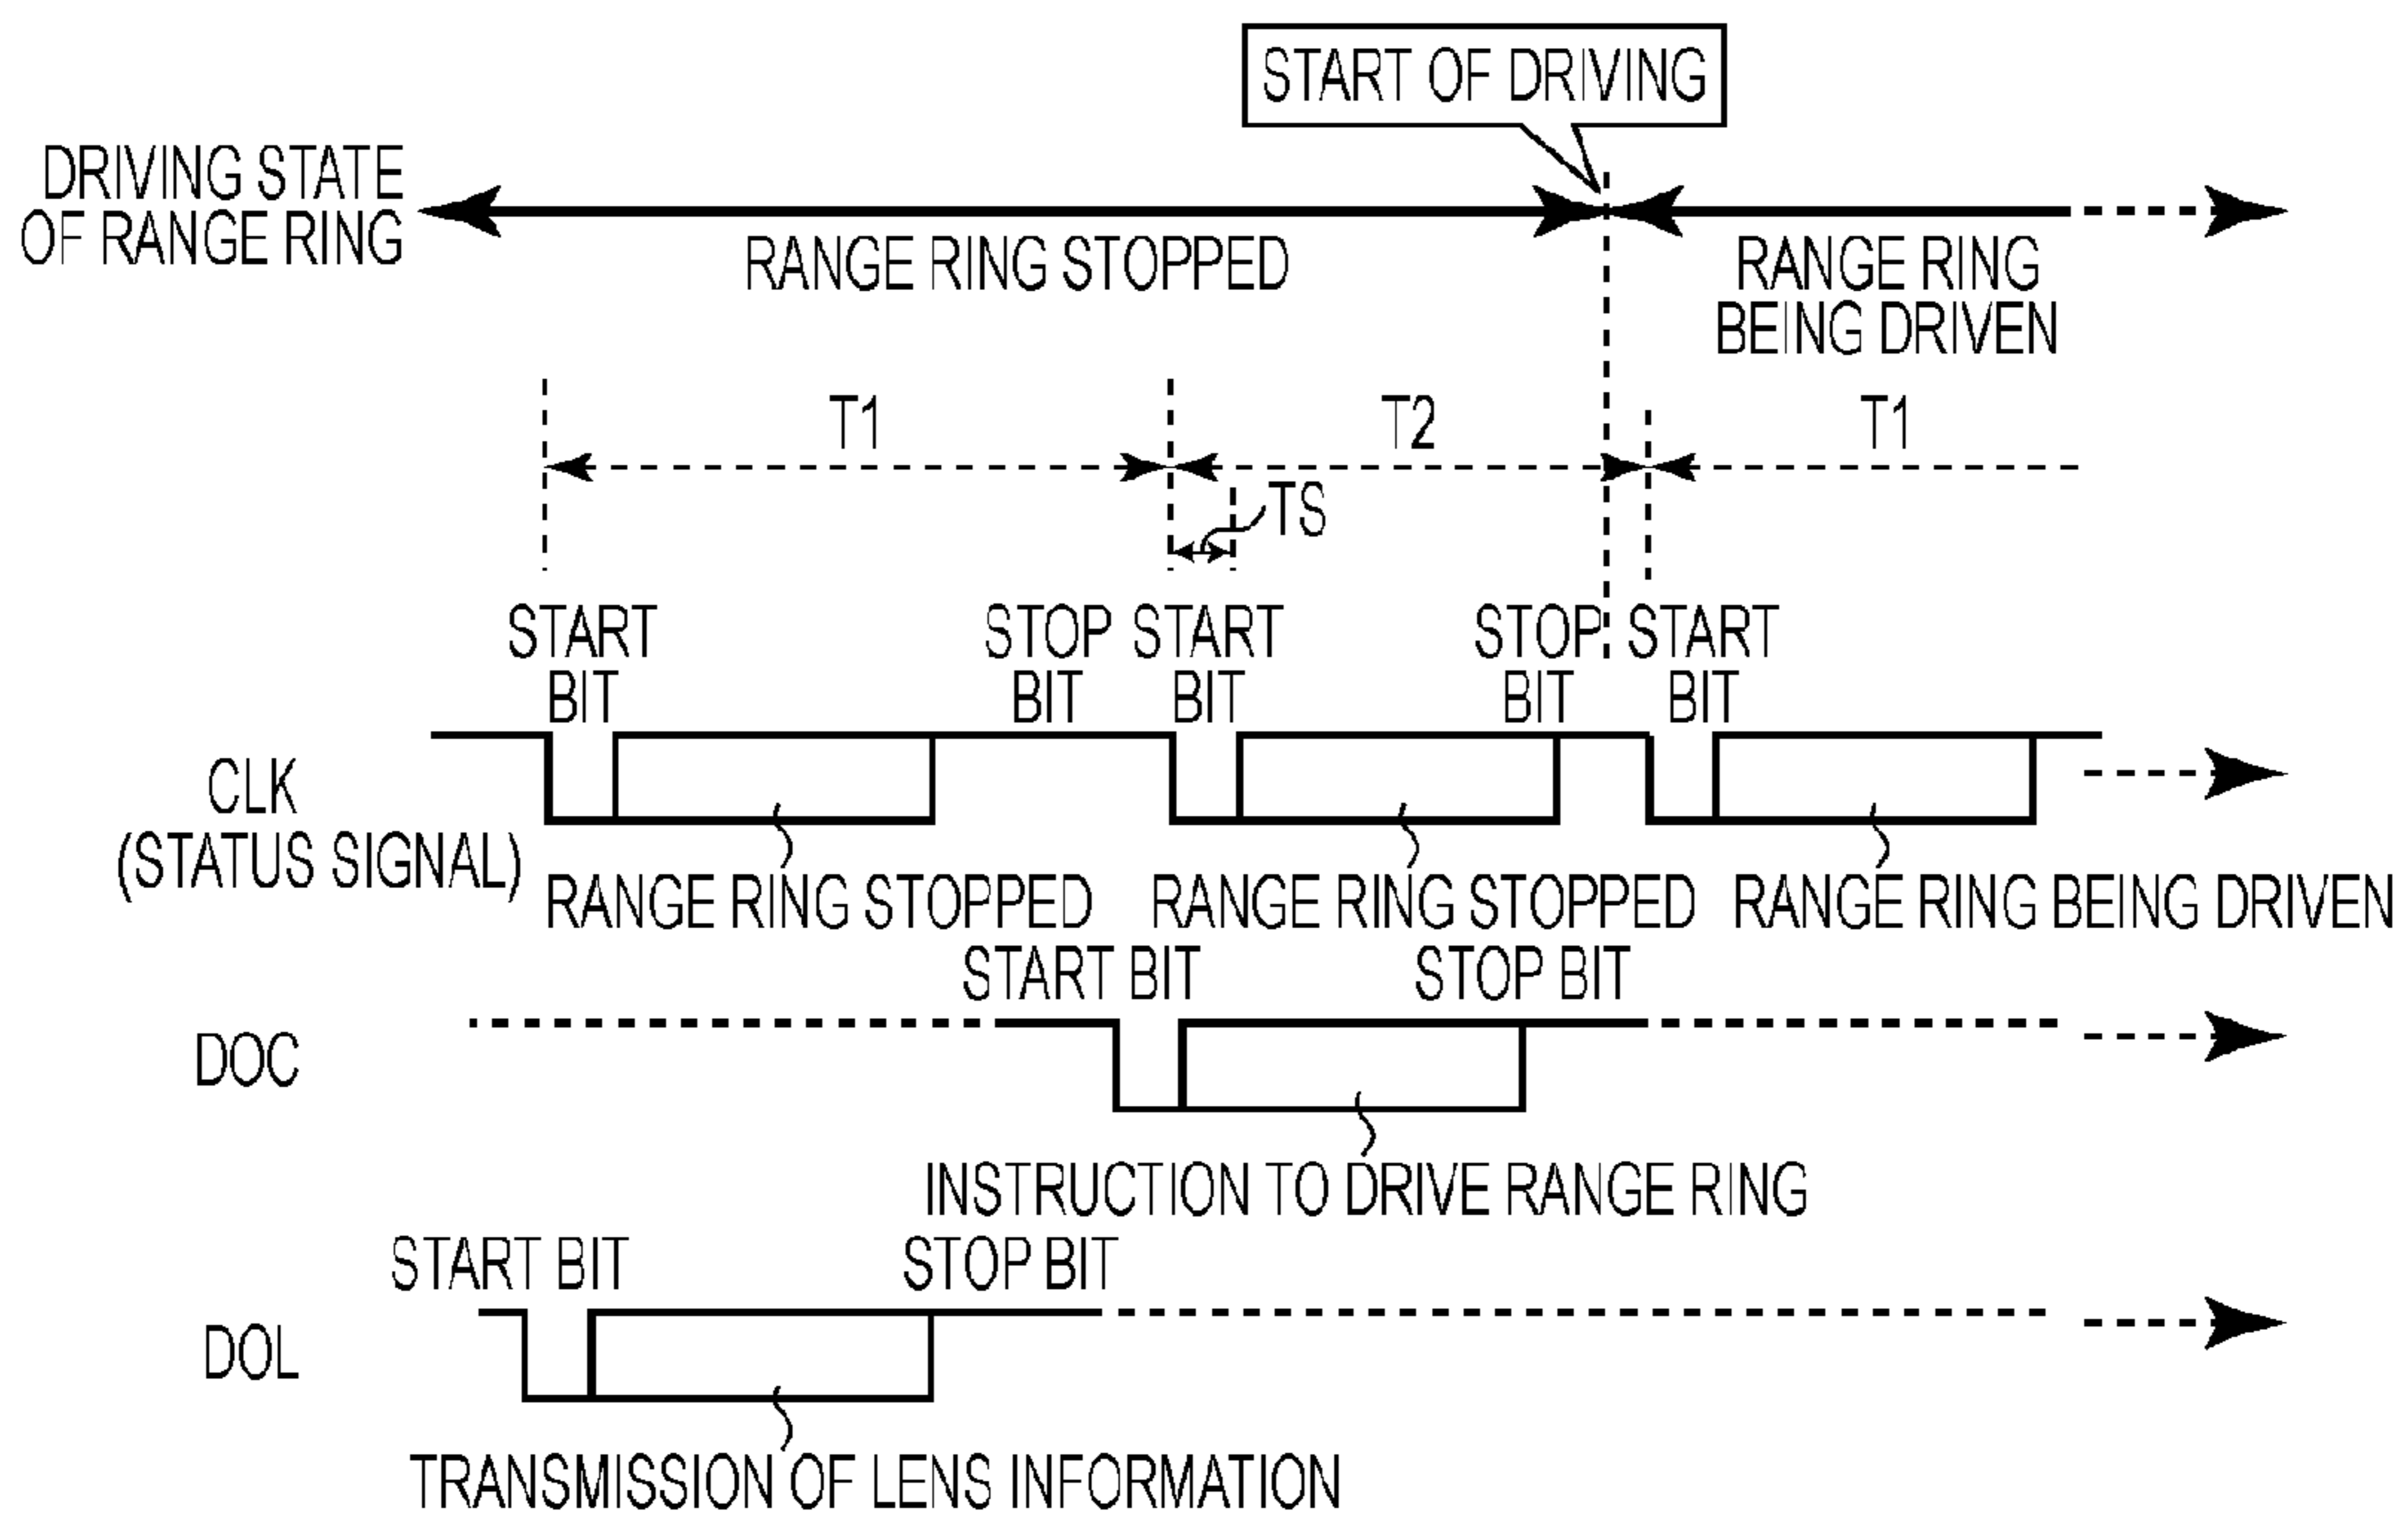 START OF DRIVING
DRIVING STATE
OF RANGE RING
RANGE RING STOPPED
RANGE RING
BEING DRIVEN
T1
T2
T1
TS
START
BIT
STOP
BIT
START
BIT
STOP
BIT
START
BIT
CLK
(STATUS SIGNAL)
RANGE RING STOPPED
RANGE RING STOPPED
RANGE RING BEING DRIVEN
START BIT
STOP BIT
DOC
INSTRUCTION TO DRIVE RANGE RING
START BIT
STOP BIT
DOL
TRANSMISSION OF LENS INFORMATION